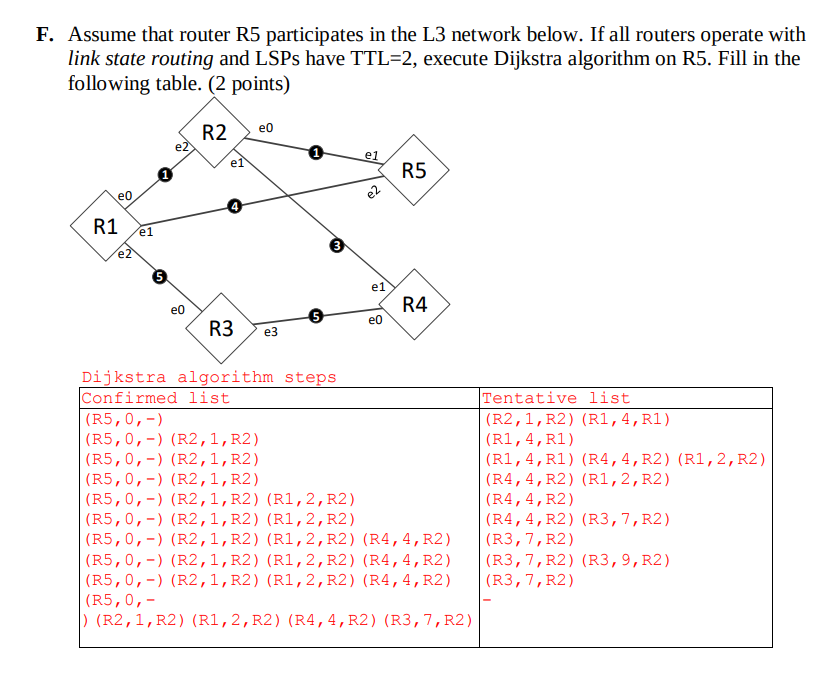 F. Assume that router R5 participates in the L3 network below. If all routers operate with
link state routing and LSPs have TTL=2, execute Dijkstra algorithm on R5. Fill in the
following table. (2 points)
R2
e0
e2
e1
1
e1
R5
1
e2
e0
4
R1
e1
e2
3
5
e1
R4
e0
5
e0
R3
e3
Dijkstra algorithm steps
Confirmed list Tentative list
(R5,0,-) (R2,1,R2)(R1,4,R1)
(R5,0,-)(R2,1,R2) (R1,4,R1)
(R5,0,-)(R2,1,R2) (R1,4,R1)(R4,4,R2)(R1,2,R2)
(R5,0,-)(R2,1,R2) (R4,4,R2)(R1,2,R2)
(R5,0,-)(R2,1,R2)(R1,2,R2) (R4,4,R2)
(R5,0,-)(R2,1,R2)(R1,2,R2) (R4,4,R2)(R3,7,R2)
(R5,0,-)(R2,1,R2)(R1,2,R2)(R4,4,R2) (R3,7,R2)
(R5,0,-)(R2,1,R2)(R1,2,R2)(R4,4,R2) (R3,7,R2)(R3,9,R2)
(R5,0,-)(R2,1,R2)(R1,2,R2)(R4,4,R2) (R3,7,R2)
(R5,0,- -
)(R2,1,R2)(R1,2,R2)(R4,4,R2)(R3,7,R2)